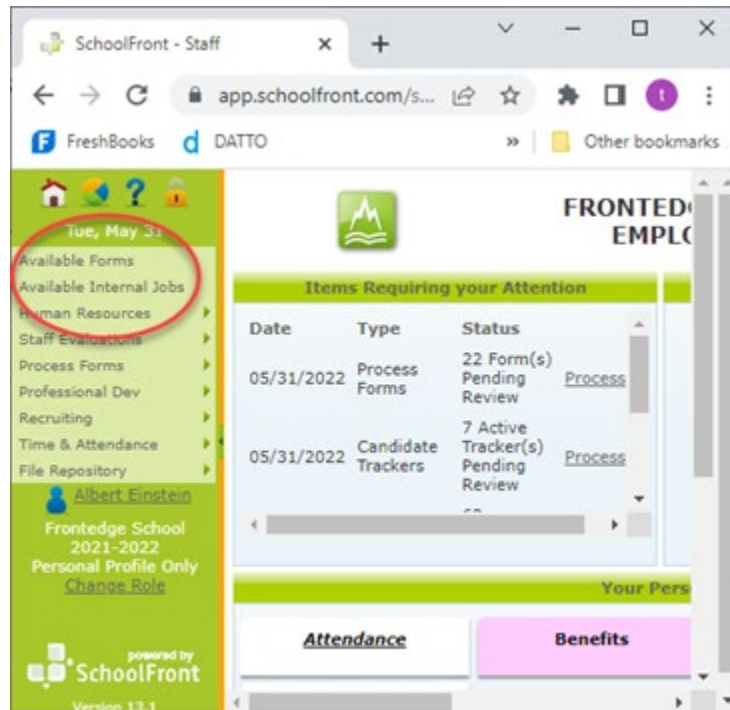 SchoolFront - Staff
app.schoolfront.com/s...
t
FreshBooks
DATTO
»
Other bookmarks
Tue, May 31
Available Forms
Available Internal Jobs
Human Resources
Staff Evaluations
Process Forms
Professional Dev
Recruiting
Time & Attendance
File Repository
Albert Einstein
Frontedge School
2021-2022
Personal Profile Only
Change Role
powered by
SchoolFront
Version 13.1
FRONTED
EMPL
Items Requiring your Attention
Date Type Status
05/31/2022 Process Forms 22 Form(s) Pending Review Process
05/31/2022 Candidate Trackers 7 Active Tracker(s) Pending Review Process
Your Pers
Attendance
Benefits